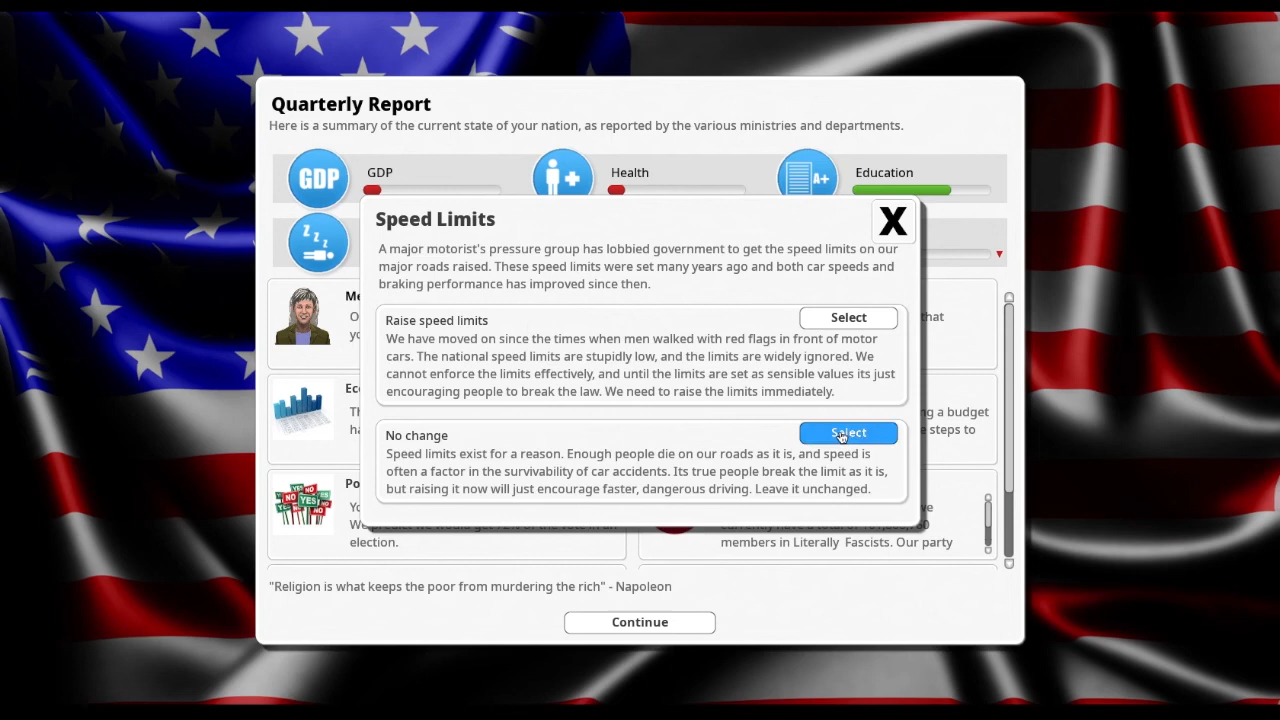 Quarterly Report
Here is a summary of the current state of your nation, as reported by the various ministries and departments.
GDP
GDP
Health
A+
Education
Z Z Z
Speed Limits
X
A major motorist's pressure group has lobbied government to get the speed limits on our
major roads raised. These speed limits were set many years ago and both car speeds and
braking performance has improved since then.
Raise speed limits
Select
We have moved on since the times when men walked with red flags in front of motor
cars. The national speed limits are stupidly low, and the limits are widely ignored. We
cannot enforce the limits effectively, and until the limits are set as sensible values its just
encouraging people to break the law. We need to raise the limits immediately.
No change
Select
Speed limits exist for a reason. Enough people die on our roads as it is, and speed is
often a factor in the survivability of car accidents. Its true people break the limit as it is,
but raising it now will just encourage faster, dangerous driving. Leave it unchanged.
that
g a budget
steps to
NO YES NO
election.
members in Literally Fascists. Our party
"Religion is what keeps the poor from murdering the rich" - Napoleon
Continue